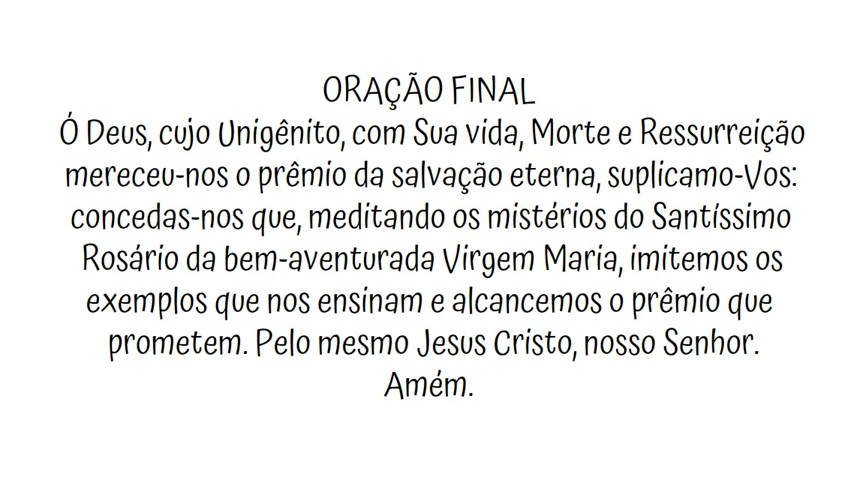 ORAÇÃO FINAL
Ó Deus, cujo Unigênito, com Sua vida, Morte e Ressurreição
mereceu-nos o prêmio da salvação eterna, suplicamo-Vos:
concedas-nos que, meditando os mistérios do Santíssimo
Rosário da bem-aventurada Virgem Maria, imitemos os
exemplos que nos ensinam e alcancemos o prêmio que
prometem. Pelo mesmo Jesus Cristo, nosso Senhor.
Amém.